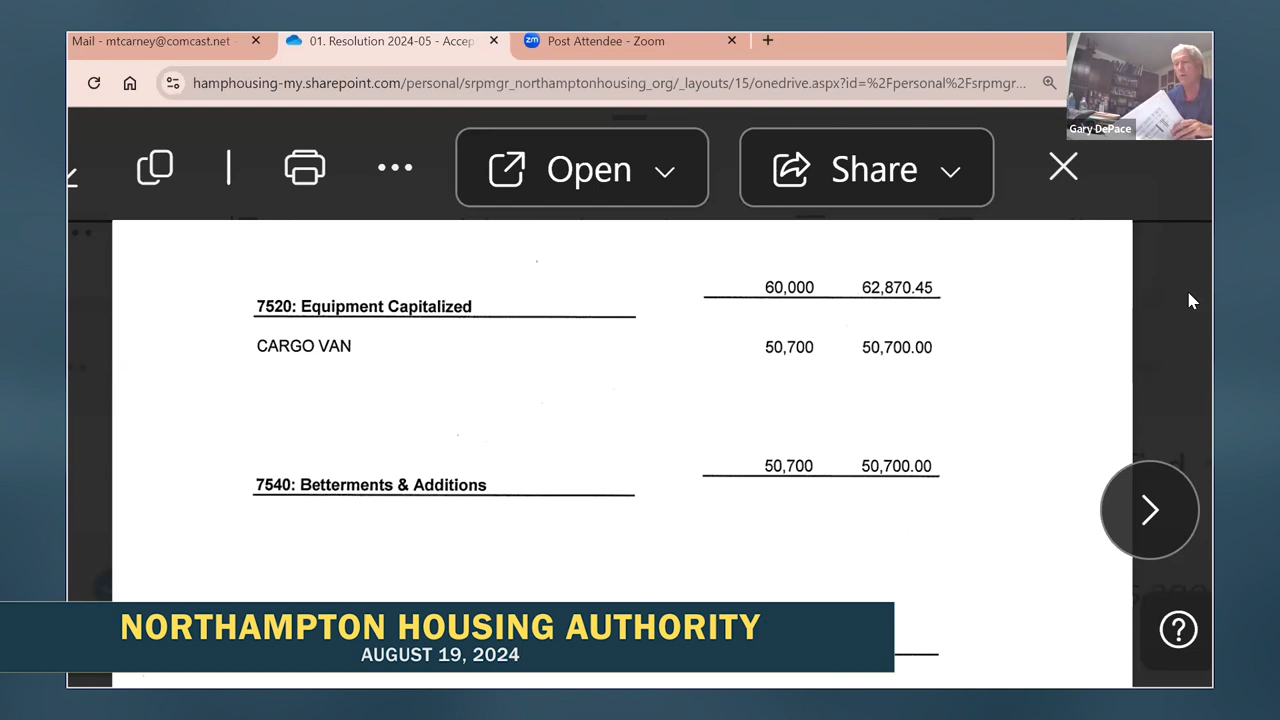 Mail - mtcarney@comcast.net
01. Resolution 2024-05 - Accep
zm Post Attendee - Zoom
hamphousing-my.sharepoint.com/personal/srpmgr_northamptonhousing_org/_layouts/15/onedrive.aspx?id=%2Fpersonal%2Fsrpmgr...
Gary DePace
Open
Share
60,000 62,870.45
7520: Equipment Capitalized
CARGO VAN 50,700 50,700.00
50,700 50,700.00
7540: Betterments & Additions
NORTHAMPTON HOUSING AUTHORITY
AUGUST 19, 2024